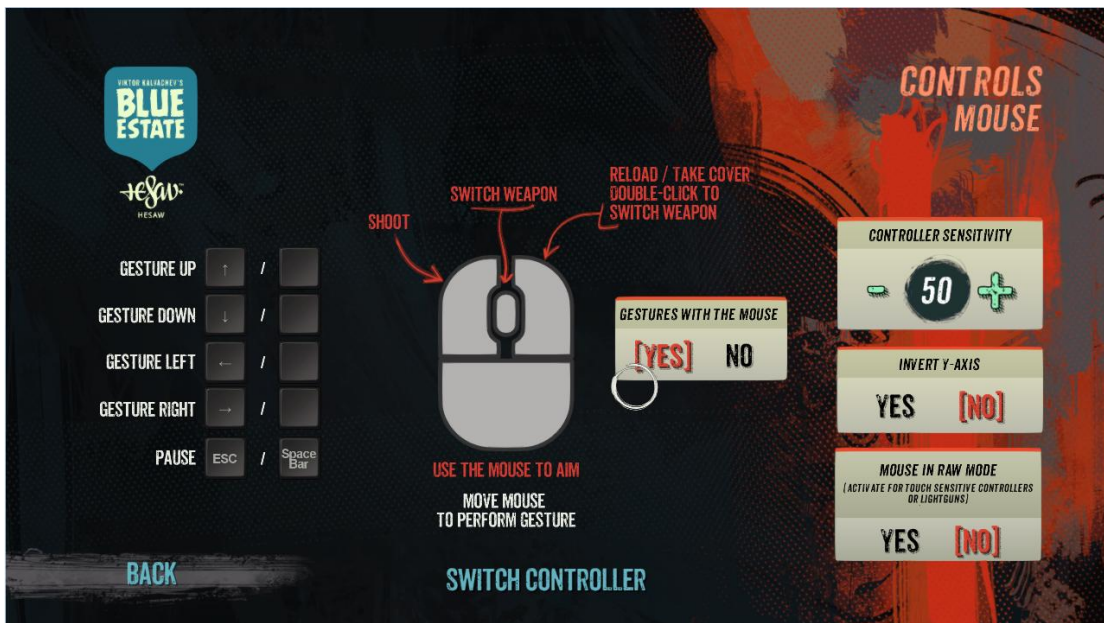 VIKTOR KALVACHEV'S
BLUE
ESTATE
HESAW
HESAW
CONTROLS
MOUSE
SHOOT
SWITCH WEAPON
RELOAD / TAKE COVER
DOUBLE-CLICK TO
SWITCH WEAPON
GESTURE UP ↑ /
GESTURE DOWN ↓ /
GESTURE LEFT ← /
GESTURE RIGHT → /
PAUSE ESC / Space Bar
USE THE MOUSE TO AIM
MOVE MOUSE
TO PERFORM GESTURE
GESTURES WITH THE MOUSE
[YES] NO
CONTROLLER SENSITIVITY
- 50 +
INVERT Y-AXIS
YES [NO]
MOUSE IN RAW MODE
(ACTIVATE FOR TOUCH SENSITIVE CONTROLLERS
OR LIGHTGUNS)
YES [NO]
BACK
SWITCH CONTROLLER